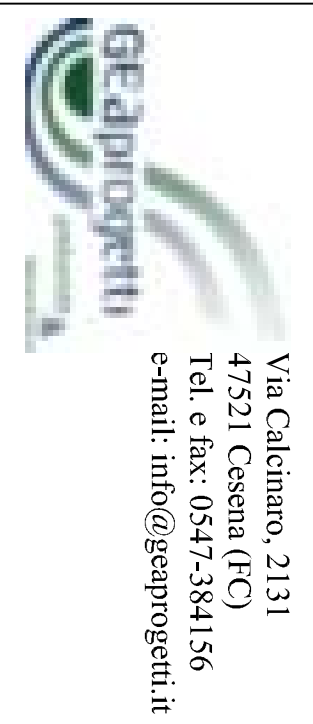 GEAprogetti
Via Calcinaro, 2131
47521 Cesena (FC)
Tel. e fax: 0547-384156
e-mail: info@geaprogetti.it